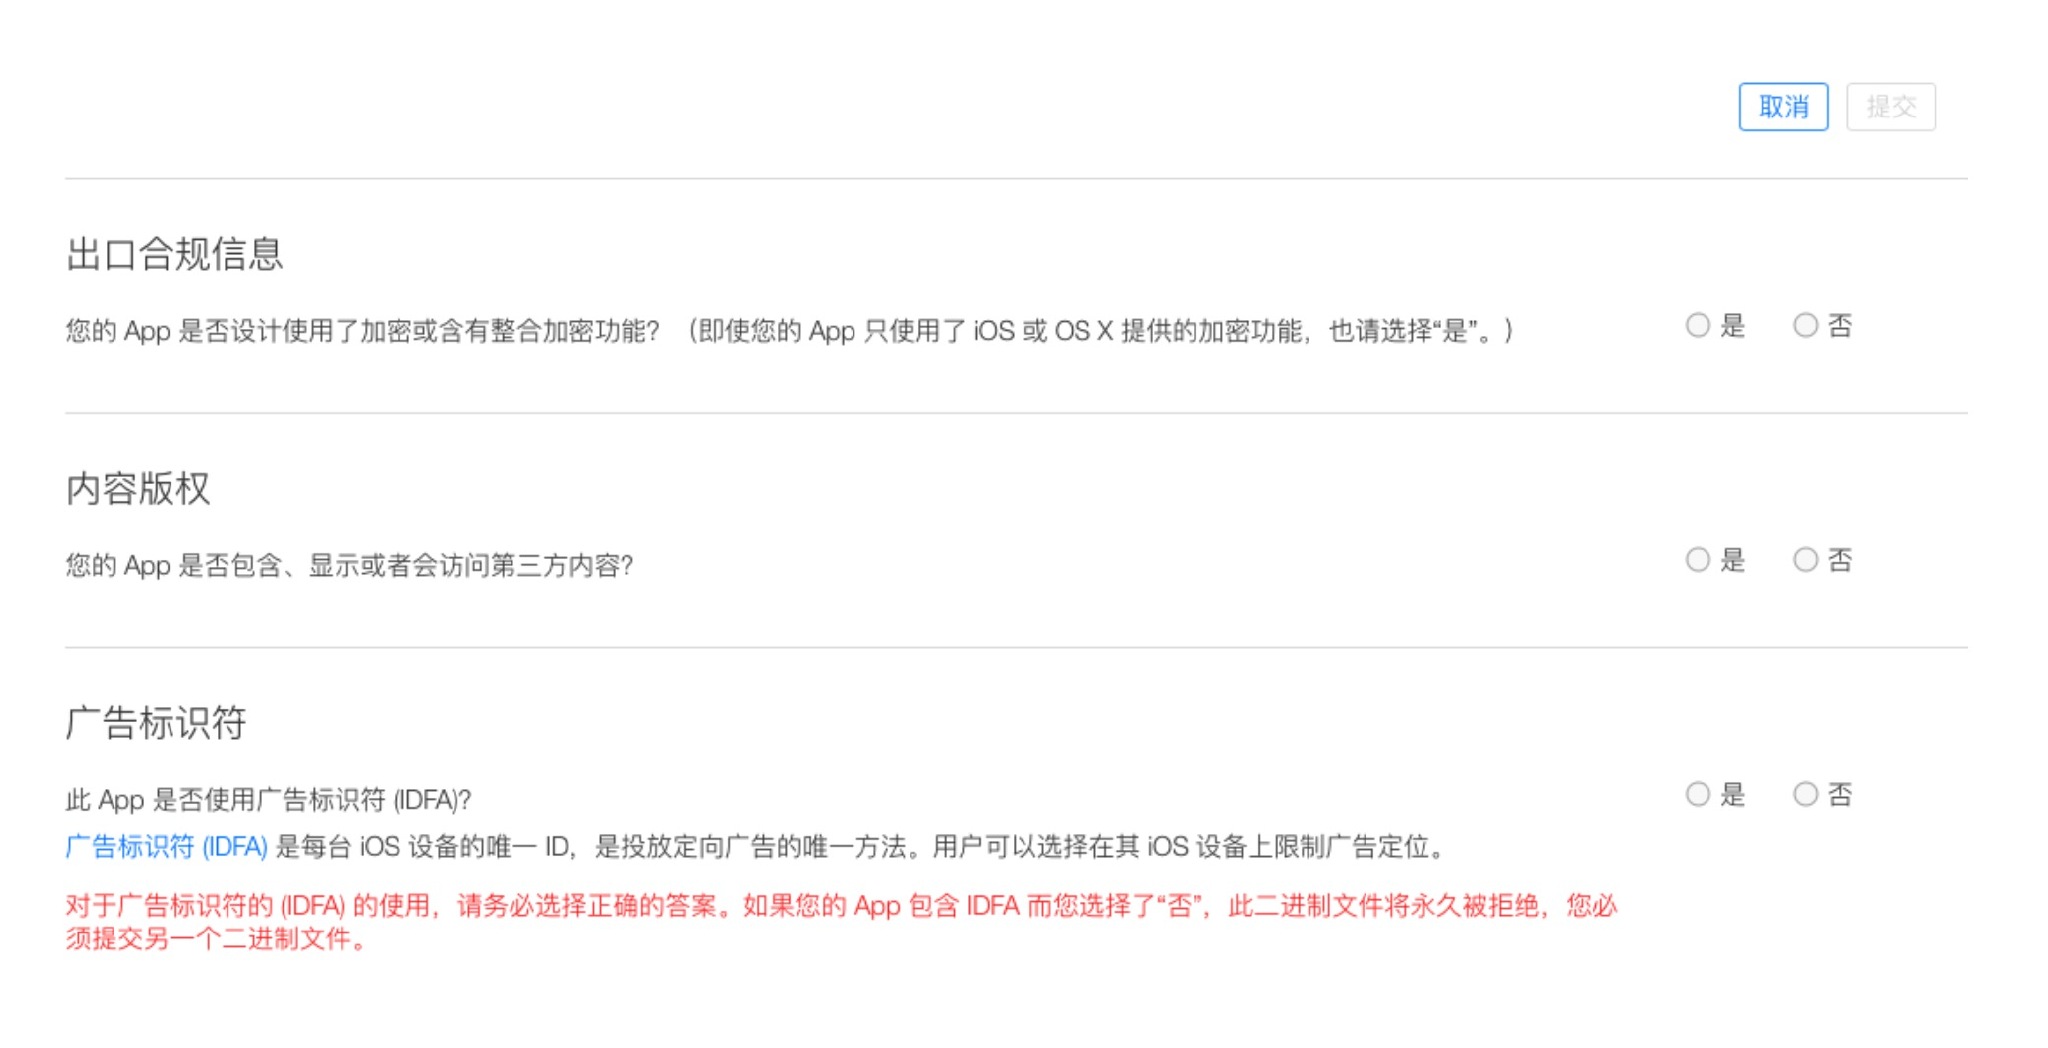 取消 提交
出口合规信息
您的 App 是否设计使用了加密或含有整合加密功能？（即使您的 App 只使用了 iOS 或 OS X 提供的加密功能，也请选择“是”。） 是 否
内容版权
您的 App 是否包含、显示或者会访问第三方内容? 是 否
广告标识符
此 App 是否使用广告标识符 (IDFA)? 是 否
广告标识符 (IDFA) 是每台 iOS 设备的唯一 ID，是投放定向广告的唯一方法。用户可以选择在其 iOS 设备上限制广告定位。
对于广告标识符的 (IDFA) 的使用，请务必选择正确的答案。如果您的 App 包含 IDFA 而您选择了“否”，此二进制文件将永久被拒绝，您必
须提交另一个二进制文件。